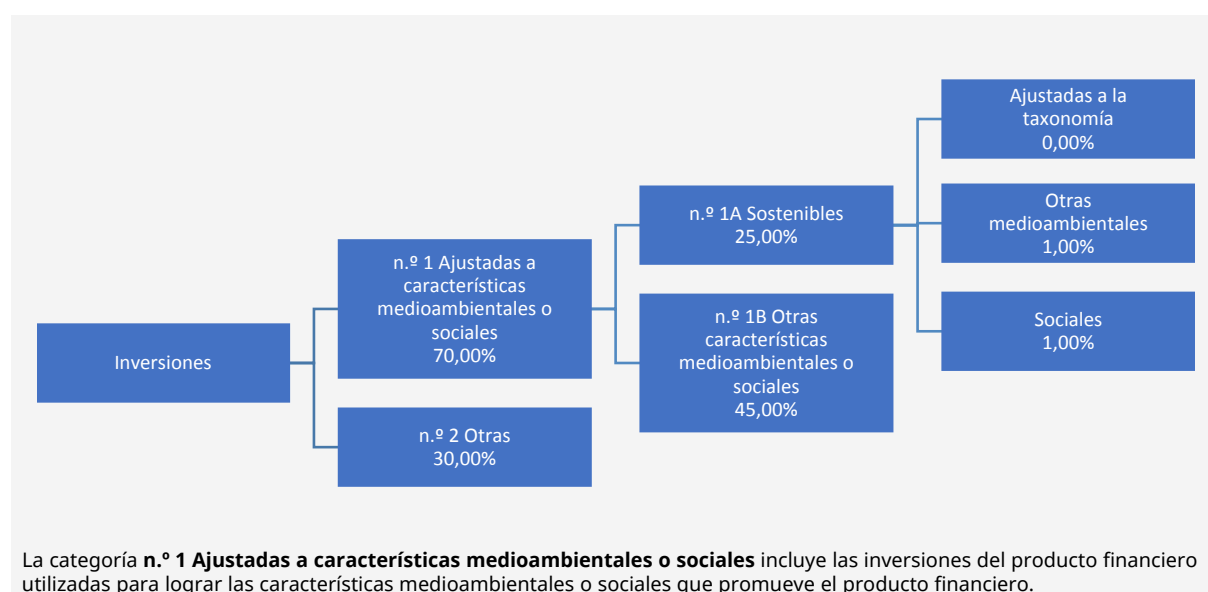 Inversiones
n.º 1 Ajustadas a
características
medioambientales o
sociales
70,00%
n.º 2 Otras
30,00%
n.º 1A Sostenibles
25,00%
n.º 1B Otras
características
medioambientales o
sociales
45,00%
Ajustadas a la
taxonomía
0,00%
Otras
medioambientales
1,00%
Sociales
1,00%
La categoría n.º 1 Ajustadas a características medioambientales o sociales incluye las inversiones del producto financiero
utilizadas para lograr las características medioambientales o sociales que promueve el producto financiero.